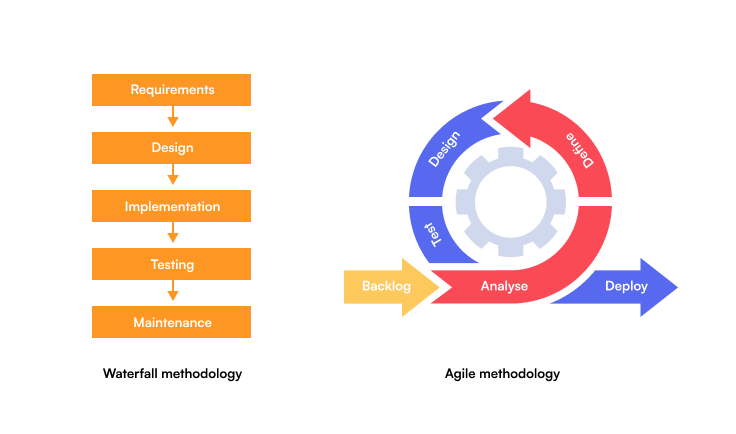 Requirements
Design
Implementation
Testing
Maintenance
Waterfall methodology
Design
Define
Test
Backlog
Analyse
Deploy
Agile methodology